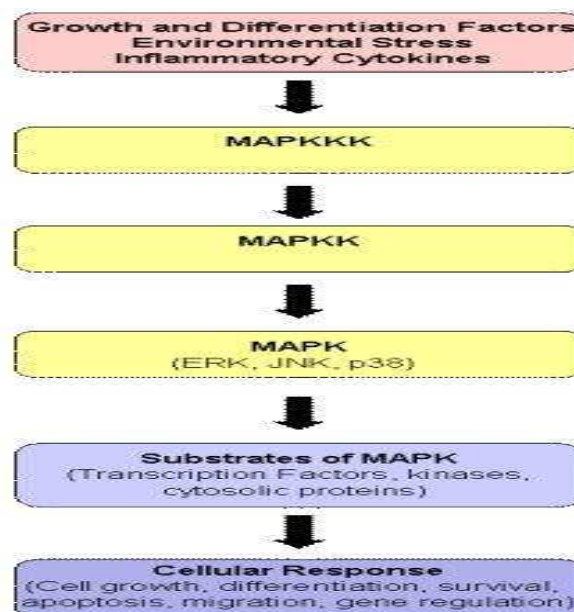 Growth and Differentiation Factors
Environmental Stress
Inflammatory Cytokines
MAPKKK
MAPKK
MAPK
(ERK, JNK, p38)
Substrates of MAPK
(Transcription Factors, kinases,
cytosolic proteins)
Cellular Response
(Cell growth, differentiation, survival,
apoptosis, migration, gene regulation)